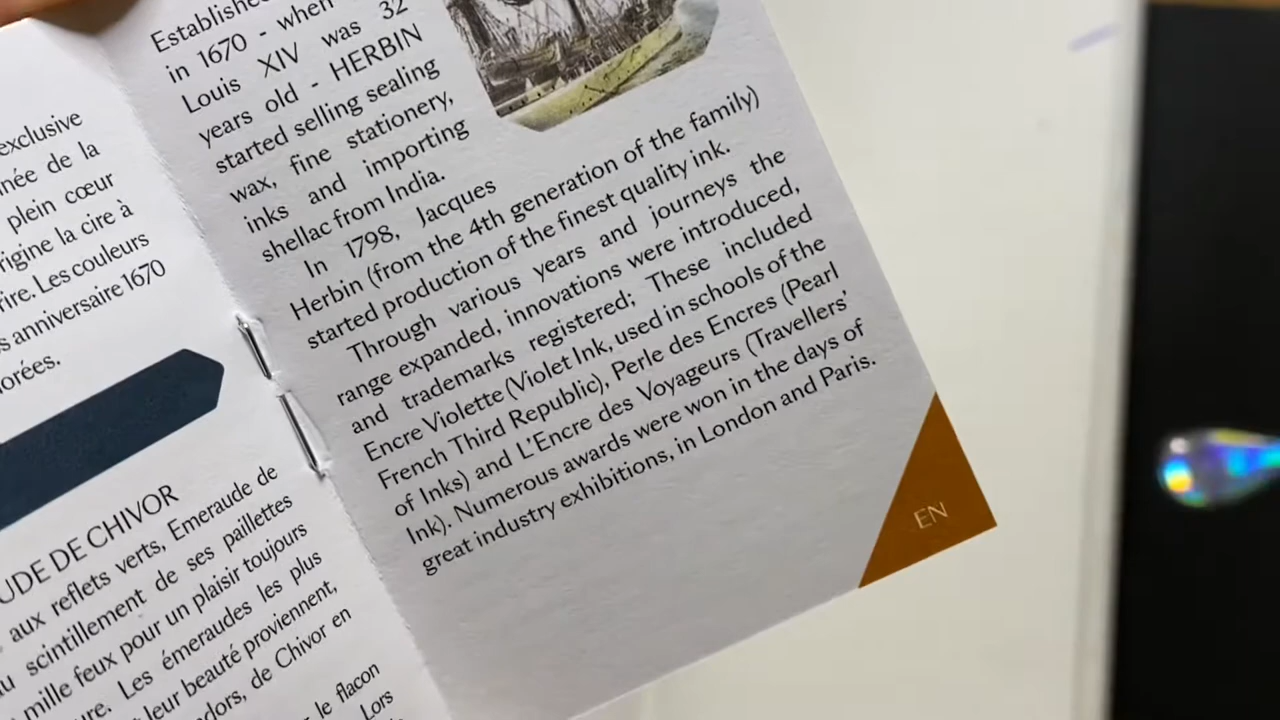 exclusive
née de la
plein cœur
rigine la cire à
rire. Les couleurs
s anniversaire 1670
orées.
UDE DE CHIVOR
aux reflets verts, Emeraude de
u scintillement de ses paillettes
mille feux pour un plaisir toujours
ure. Les émeraudes les plus
t leur beauté proviennent,
ndors, de Chivor en
le flacon
Lors
Established
in 1670 - when
Louis XIV was 32
years old - HERBIN
started selling sealing
wax, fine stationery,
inks and importing
shellac from India.
In 1798, Jacques
Herbin (from the 4th generation of the family)
started production of the finest quality ink.
Through various years and journeys the
range expanded, innovations were introduced,
and trademarks registered; These included
Encre Violette (Violet Ink, used in schools of the
French Third Republic), Perle des Encres (Pearl
of Inks) and L'Encre des Voyageurs (Travellers'
Ink). Numerous awards were won in the days of
great industry exhibitions, in London and Paris.
EN